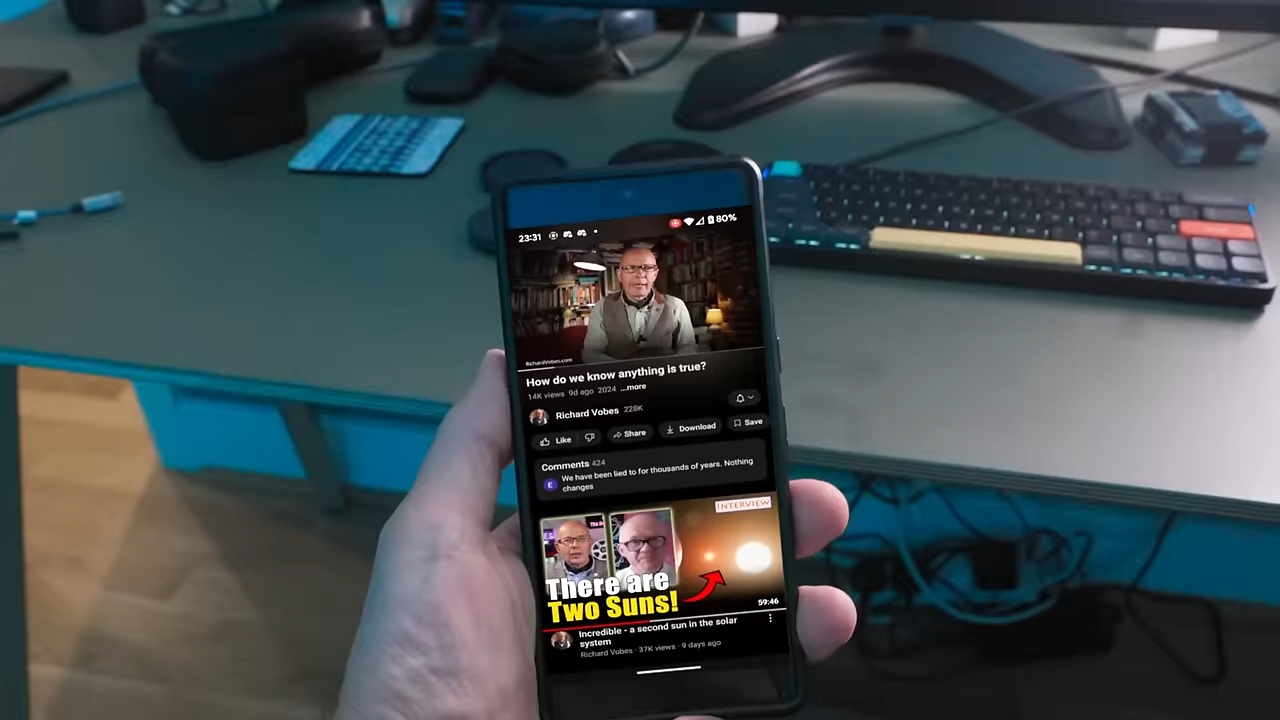 23:31
80%
RichardVobes.com
How do we know anything is true?
14K views 9d ago 2024 ...more
Richard Vobes 228K
Like
Share
Download
Save
Comments 424
E
We have been lied to for thousands of years. Nothing
changes
INTERVIEW
There are
Two Suns!
59:46
Incredible - a second sun in the solar
system
Richard Vobes · 37K views · 9 days ago